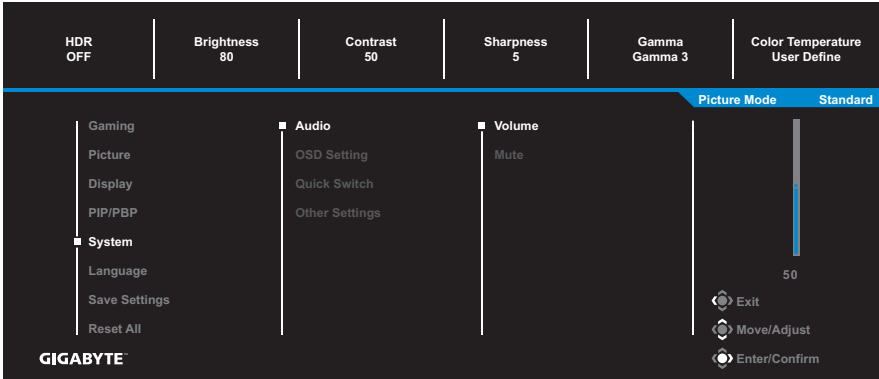 HDR Brightness Contrast Sharpness Gamma Color Temperature
OFF 80 50 5 Gamma 3 User Define
Picture Mode Standard
Gaming Audio Volume
Picture OSD Setting Mute
Display Quick Switch
PIP/PBP Other Settings
System
Language
50
Save Settings Exit
Reset All Move/Adjust
GIGABYTE™ Enter/Confirm